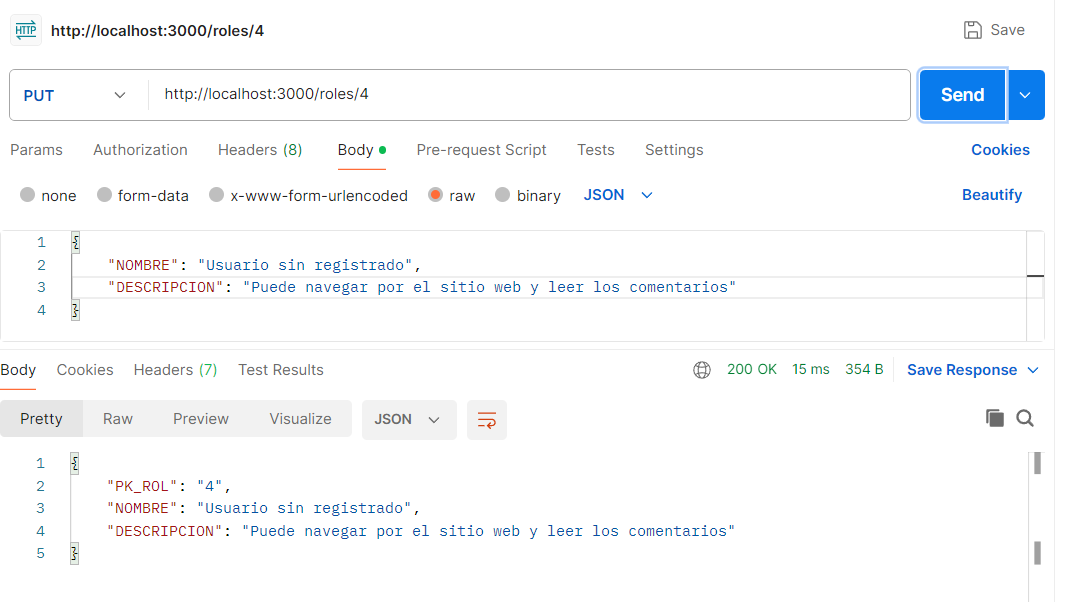 HTTP http://localhost:3000/roles/4 Save
PUT http://localhost:3000/roles/4 Send
Params Authorization Headers (8) Body Pre-request Script Tests Settings Cookies
none form-data x-www-form-urlencoded raw binary JSON Beautify
1 {
2 "NOMBRE": "Usuario sin registrado",
3 "DESCRIPCION": "Puede navegar por el sitio web y leer los comentarios"
4 }
Body Cookies Headers (7) Test Results 200 OK 15 ms 354 B Save Response
Pretty Raw Preview Visualize JSON
1 {
2 "PK_ROL": "4",
3 "NOMBRE": "Usuario sin registrado",
4 "DESCRIPCION": "Puede navegar por el sitio web y leer los comentarios"
5 }